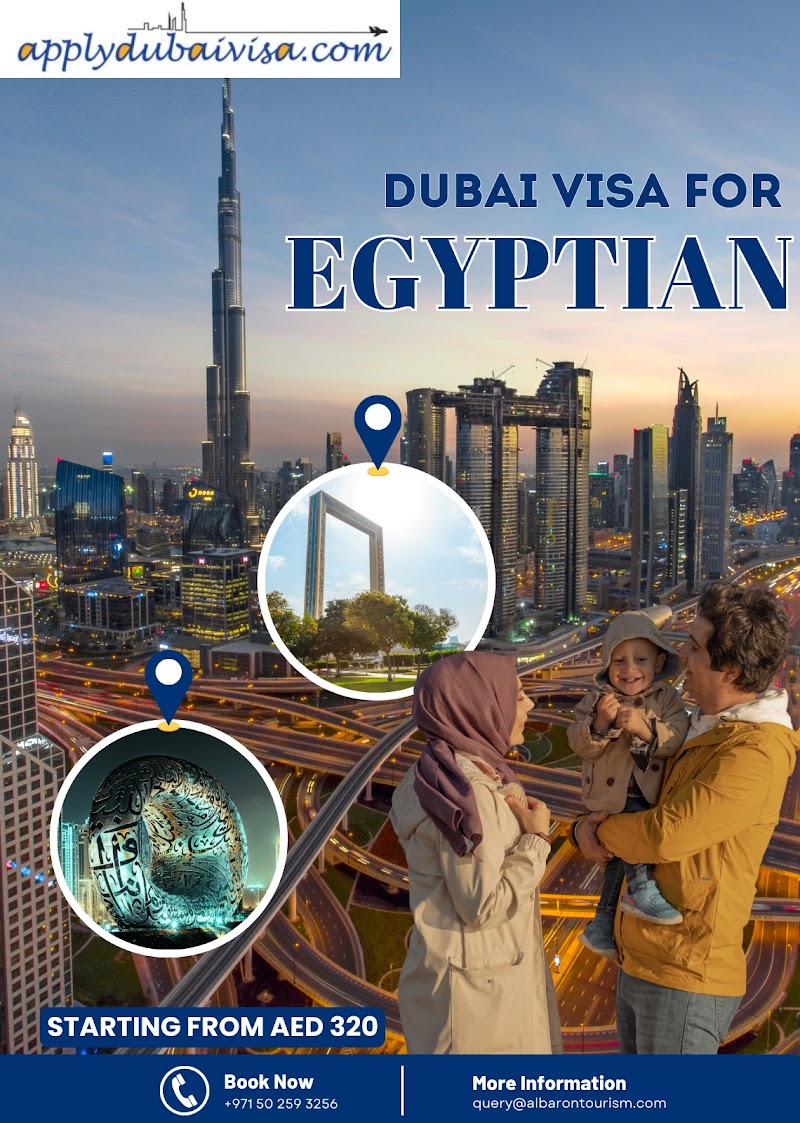 applydubaivisa.com
DUBAI VISA FOR
EGYPTIAN
STARTING FROM AED 320
Book Now
+971 50 259 3256
More Information
query@albarontourism.com